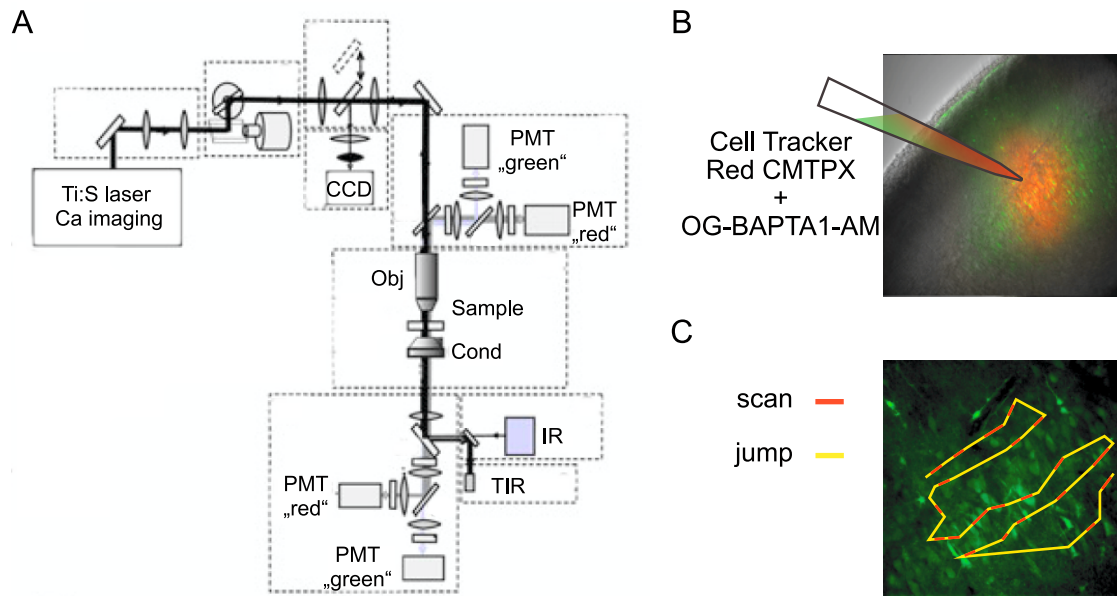 A
Ti:S laser
Ca imaging
CCD
PMT
„green“
PMT
„red“
Obj
Sample
Cond
IR
TIR
PMT
„red“
PMT
„green“
B
Cell Tracker
Red CMTPX
+
OG-BAPTA1-AM
C
scan
jump